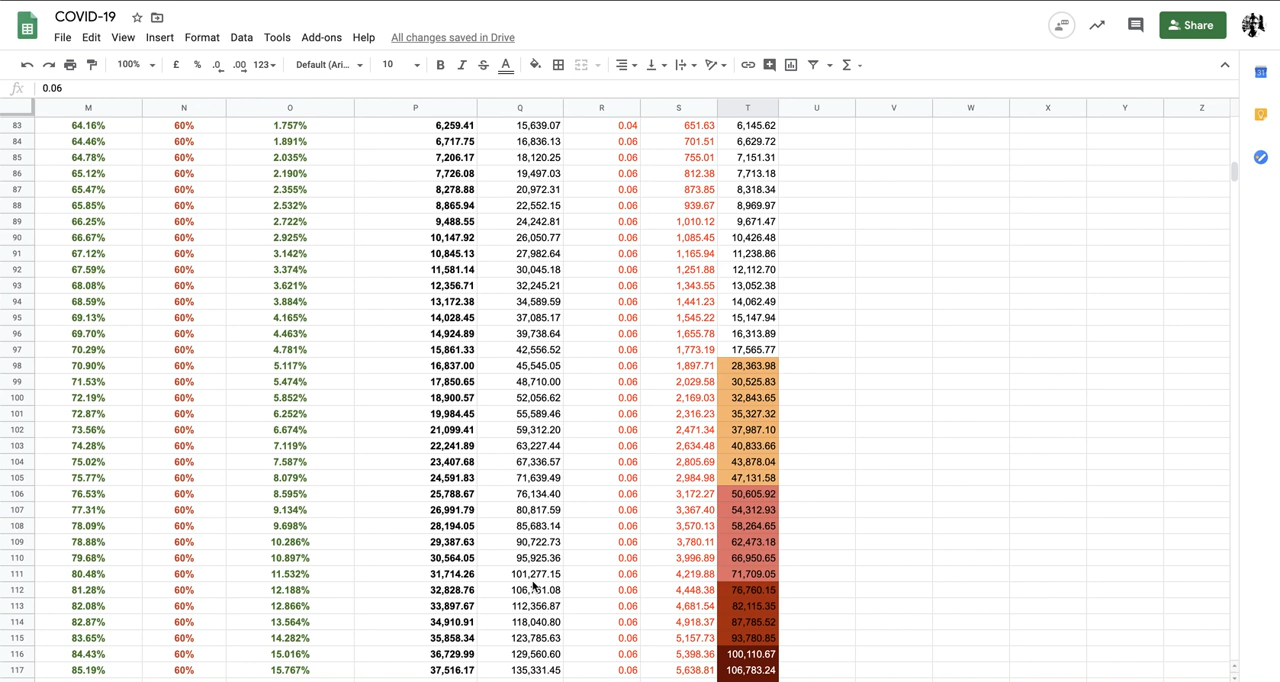 COVID-19
File Edit View Insert Format Data Tools Add-ons Help All changes saved in Drive
Share
100% £ % .0 .00 123 Default (Ari... 10 B I S A
fx 0.06
M N O P Q R S T U V W X Y Z
83 64.16% 60% 1.757% 6,259.41 15,639.07 0.04 651.63 6,145.62
84 64.46% 60% 1.891% 6,717.75 16,836.13 0.06 701.51 6,629.72
85 64.78% 60% 2.035% 7,206.17 18,120.25 0.06 755.01 7,151.31
86 65.12% 60% 2.190% 7,726.08 19,497.03 0.06 812.38 7,713.18
87 65.47% 60% 2.355% 8,278.88 20,972.31 0.06 873.85 8,318.34
88 65.85% 60% 2.532% 8,865.94 22,552.15 0.06 939.67 8,969.97
89 66.25% 60% 2.722% 9,488.55 24,242.81 0.06 1,010.12 9,671.47
90 66.67% 60% 2.925% 10,147.92 26,050.77 0.06 1,085.45 10,426.48
91 67.12% 60% 3.142% 10,845.13 27,982.64 0.06 1,165.94 11,238.86
92 67.59% 60% 3.374% 11,581.14 30,045.18 0.06 1,251.88 12,112.70
93 68.08% 60% 3.621% 12,356.71 32,245.21 0.06 1,343.55 13,052.38
94 68.59% 60% 3.884% 13,172.38 34,589.59 0.06 1,441.23 14,062.49
95 69.13% 60% 4.165% 14,028.45 37,085.17 0.06 1,545.22 15,147.94
96 69.70% 60% 4.463% 14,924.89 39,738.64 0.06 1,655.78 16,313.89
97 70.29% 60% 4.781% 15,861.33 42,556.52 0.06 1,773.19 17,565.77
98 70.90% 60% 5.117% 16,837.00 45,545.05 0.06 1,897.71 28,363.98
99 71.53% 60% 5.474% 17,850.65 48,710.00 0.06 2,029.58 30,525.83
100 72.19% 60% 5.852% 18,900.57 52,056.62 0.06 2,169.03 32,843.65
101 72.87% 60% 6.252% 19,984.45 55,589.46 0.06 2,316.23 35,327.32
102 73.56% 60% 6.674% 21,099.41 59,312.20 0.06 2,471.34 37,987.10
103 74.28% 60% 7.119% 22,241.89 63,227.44 0.06 2,634.48 40,833.66
104 75.02% 60% 7.587% 23,407.68 67,336.57 0.06 2,805.69 43,878.04
105 75.77% 60% 8.079% 24,591.83 71,639.49 0.06 2,984.98 47,131.58
106 76.53% 60% 8.595% 25,788.67 76,134.40 0.06 3,172.27 50,605.92
107 77.31% 60% 9.134% 26,991.79 80,817.59 0.06 3,367.40 54,312.93
108 78.09% 60% 9.698% 28,194.05 85,683.14 0.06 3,570.13 58,264.65
109 78.88% 60% 10.286% 29,387.63 90,722.73 0.06 3,780.11 62,473.18
110 79.68% 60% 10.897% 30,564.05 95,925.36 0.06 3,996.89 66,950.65
111 80.48% 60% 11.532% 31,714.26 101,277.15 0.06 4,219.88 71,709.05
112 81.28% 60% 12.188% 32,828.76 0.06 4,448.38 76,760.15
113 82.08% 60% 12.866% 33,897.67 112,356.87 0.06 4,681.54 82,115.35
114 82.87% 60% 13.564% 34,910.91 118,040.80 0.06 4,918.37 87,785.52
115 83.65% 60% 14.282% 35,858.34 123,785.63 0.06 5,157.73 93,780.85
116 84.43% 60% 15.016% 36,729.99 129,560.60 0.06 5,398.36 100,110.67
117 85.19% 60% 15.767% 37,516.17 135,331.45 0.06 5,638.81 106,783.24